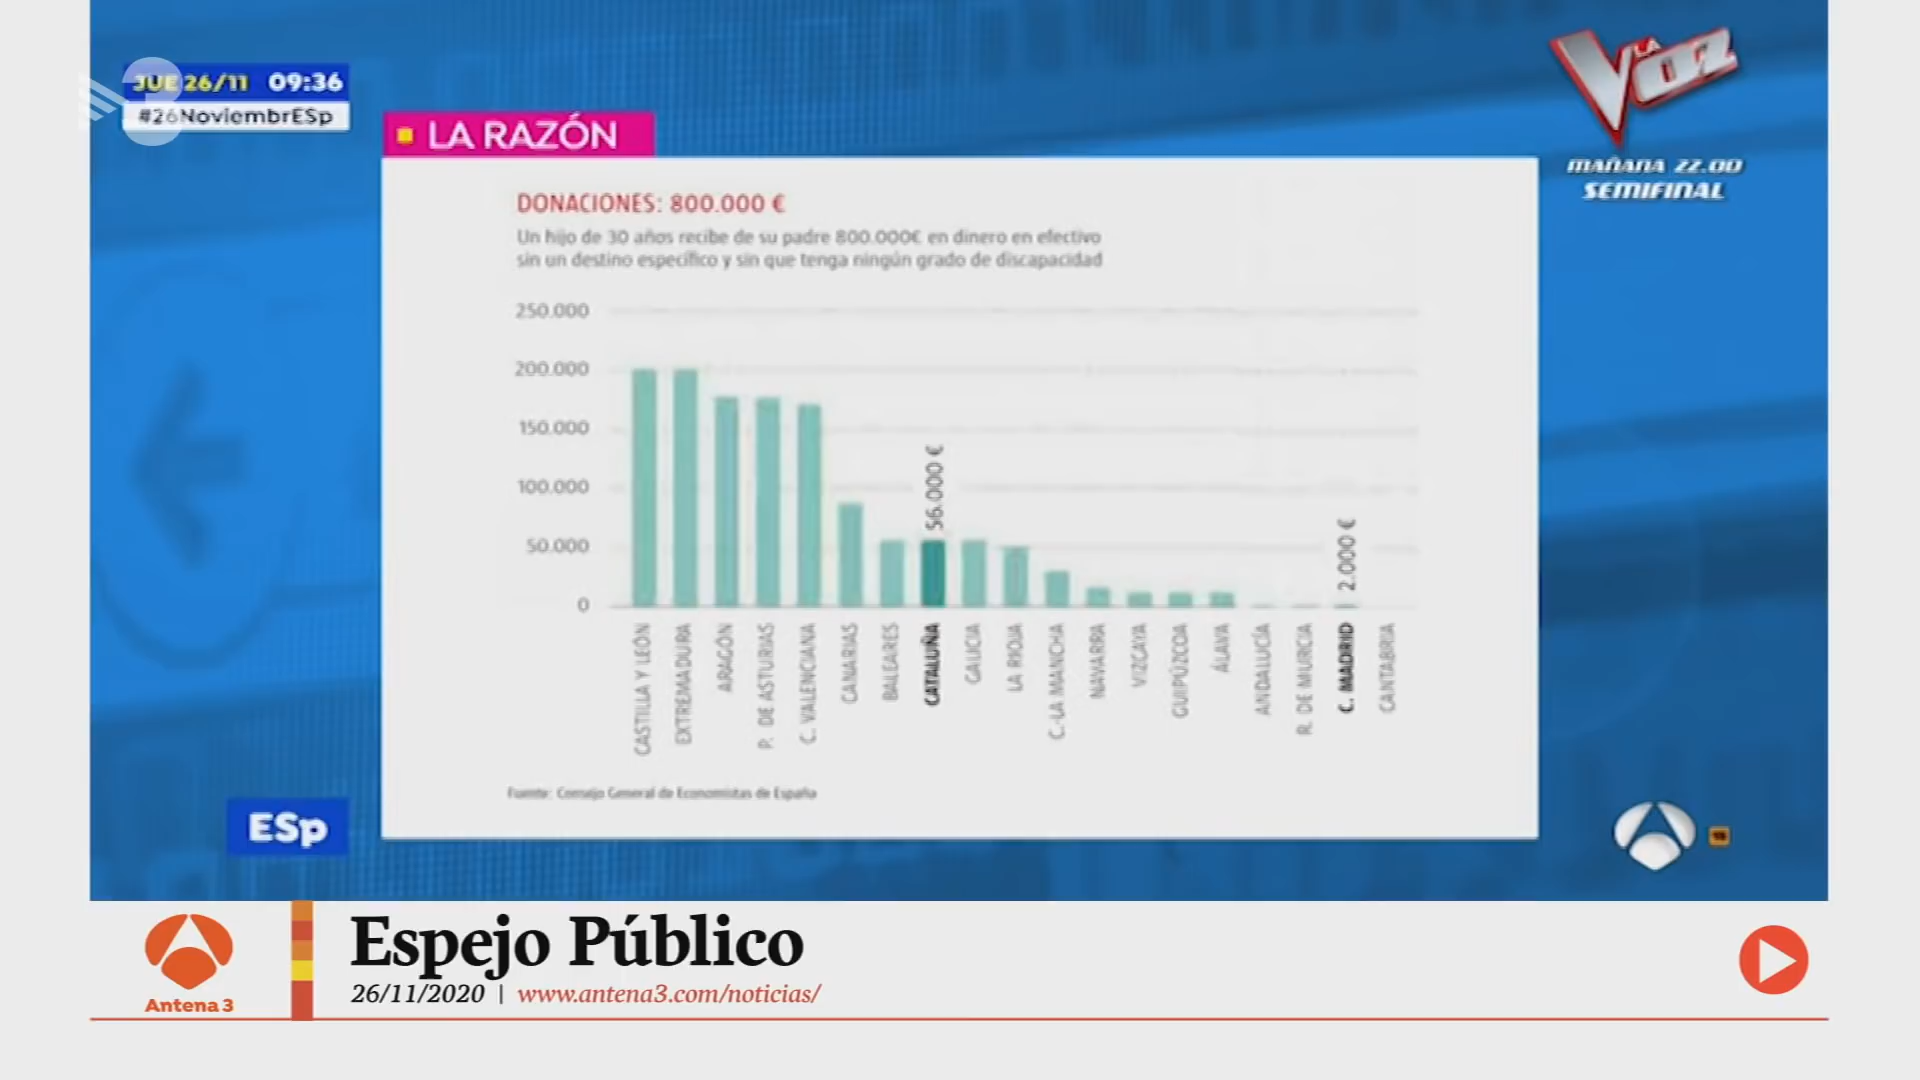 JUE 26/11 09:36
#26NoviembrESp
3
LA VOZ
MAÑANA 22.00
SEMIFINAL
LA RAZÓN
DONACIONES: 800.000 €
Un hijo de 30 años recibe de su padre 800.000€ en dinero en efectivo
sin un destino específico y sin que tenga ningún grado de discapacidad
250.000
200.000
150.000
100.000
50.000
0
56.000 €
2.000 €
CASTILLA Y LEÓN
EXTREMADURA
ARAGÓN
P. DE ASTURIAS
C. VALENCIANA
CANARIAS
BALEARES
CATALUÑA
GALICIA
LA RIOJA
C.-LA MANCHA
NAVARRA
VIZCAYA
GUIPÚZCOA
ÁLAVA
ANDALUCÍA
R. DE MURCIA
C. MADRID
CANTABRIA
Fuente: Consejo General de Economistas de España
ESp
Espejo Público
26/11/2020 | www.antena3.com/noticias/
Antena 3